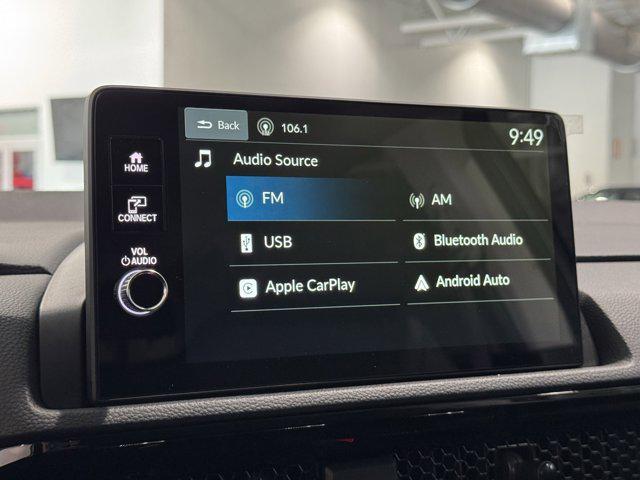 Back 106.1 9:49
HOME
Audio Source
CONNECT
FM AM
VOL
AUDIO
USB Bluetooth Audio
Apple CarPlay Android Auto